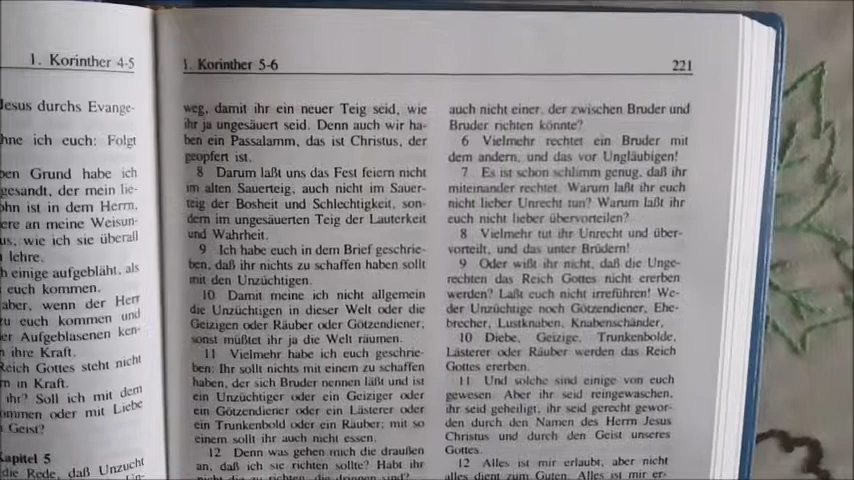 1. Korinther 4-5
Jesus durchs Evange-
hne ich euch: Folgt
Grund habe ich
gesandt, der mein lie-
ohn ist in dem Herrn,
ere an meine Weisun-
us, wie ich sie überall
lehre.
einige aufgebläht, als
euch kommen.
aber, wenn der Herr
zu euch kommen und
er Aufgeblasenen ken-
ihre Kraft.
Reich Gottes steht nicht
rn in Kraft.
ihr? Soll ich mit dem
ommen oder mit Liebe
Geist?
Kapitel 5
die Rede, daß Unzucht
1. Korinther 5-6
221
weg, damit ihr ein neuer Teig seid, wie
ihr ja ungesäuert seid. Denn auch wir ha-
ben ein Passalamm, das ist Christus, der
geopfert ist.
8 Darum laßt uns das Fest feiern nicht
im alten Sauerteig, auch nicht im Sauer-
teig der Bosheit und Schlechtigkeit, son-
dern im ungesäuerten Teig der Lauterkeit
und Wahrheit.
9 Ich habe euch in dem Brief geschrie-
ben, daß ihr nichts zu schaffen haben sollt
mit den Unzüchtigen.
10 Damit meine ich nicht allgemein
die Unzüchtigen in dieser Welt oder die
Geizigen oder Räuber oder Götzendiener,
sonst müßtet ihr ja die Welt räumen.
11 Vielmehr habe ich euch geschrie-
ben: Ihr sollt nichts mit einem zu schaffen
haben, der sich Bruder nennen läßt und ist
ein Unzüchtiger oder ein Geiziger oder
ein Götzendiener oder ein Lästerer oder
ein Trunkenbold oder ein Räuber; mit so
einem sollt ihr auch nicht essen.
12 Denn was gehen mich die draußen
an, daß ich sie richten sollte? Habt ihr
nicht die zu richten, die drinnen sind?
auch nicht einer, der zwischen Bruder und
Bruder richten könnte?
6 Vielmehr rechtet ein Bruder mit
dem andern, und das vor Ungläubigen!
7 Es ist schon schlimm genug, daß ihr
miteinander rechtet. Warum laßt ihr euch
nicht lieber Unrecht tun? Warum laßt ihr
euch nicht lieber übervorteilen?
8 Vielmehr tut ihr Unrecht und über-
vorteilt, und das unter Brüdern!
9 Oder wißt ihr nicht, daß die Unge-
rechten das Reich Gottes nicht ererben
werden? Laßt euch nicht irreführen! We-
der Unzüchtige noch Götzendiener, Ehe-
brecher, Lustknaben, Knabenschänder,
10 Diebe, Geizige, Trunkenbolde,
Lästerer oder Räuber werden das Reich
Gottes ererben.
11 Und solche sind einige von euch
gewesen. Aber ihr seid reingewaschen,
ihr seid geheiligt, ihr seid gerecht gewor-
den durch den Namen des Herrn Jesus
Christus und durch den Geist unseres
Gottes.
12 Alles ist mir erlaubt, aber nicht
alles dient zum Guten. Alles ist mir er-